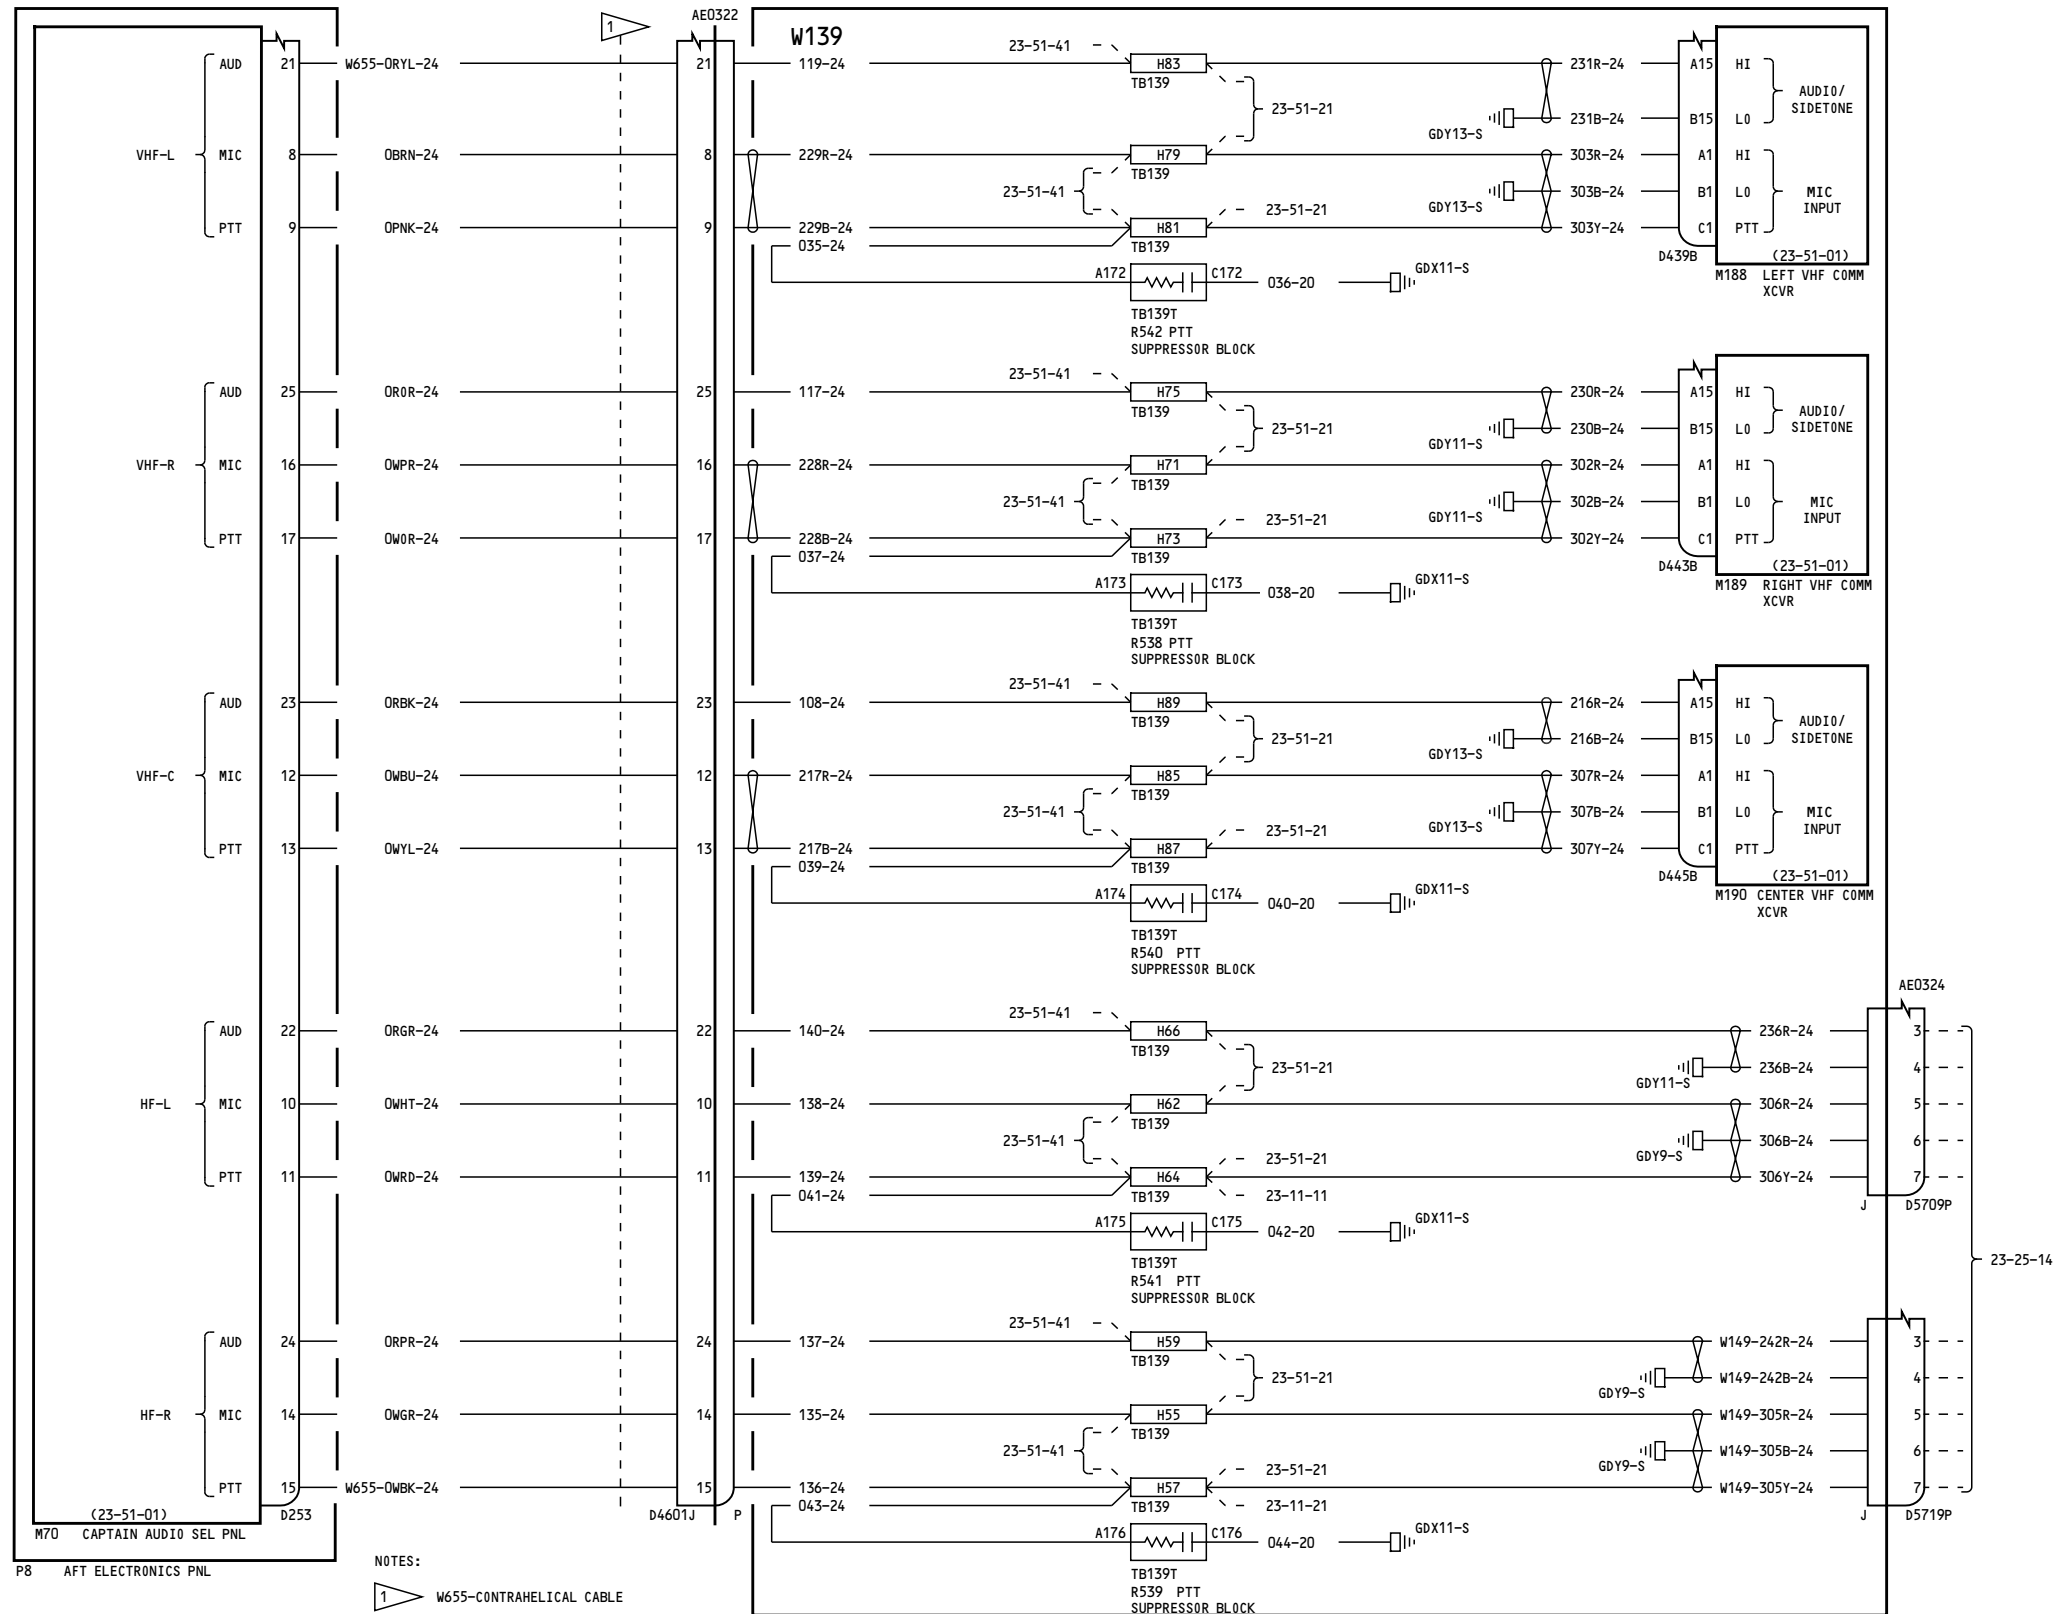 AE0322
1
W139
23-51-41
AUD 21 W655-ORYL-24 21 119-24 H83 231R-24 A15 HI
TB139
AUDIO/
SIDETONE
23-51-21
GDY13-S 231B-24 B15 LO
VHF-L MIC 8 OBRN-24 8 229R-24 H79 303R-24 A1 HI
TB139
23-51-41 GDY13-S 303B-24 B1 LO MIC
INPUT
23-51-21
PTT 9 OPNK-24 9 229B-24 H81 303Y-24 C1 PTT
035-24 TB139
D439B (23-51-01)
A172 C172 036-20 GDX11-S
M188 LEFT VHF COMM
XCVR
TB139T
R542 PTT
SUPPRESSOR BLOCK
23-51-41
AUD 25 OROR-24 25 117-24 H75 230R-24 A15 HI
TB139
AUDIO/
SIDETONE
23-51-21
GDY11-S 230B-24 B15 LO
VHF-R MIC 16 OWPR-24 16 228R-24 H71 302R-24 A1 HI
TB139
23-51-41 GDY11-S 302B-24 B1 LO MIC
INPUT
23-51-21
PTT 17 OWOR-24 17 228B-24 H73 302Y-24 C1 PTT
037-24 TB139
D443B (23-51-01)
A173 C173 038-20 GDX11-S
M189 RIGHT VHF COMM
XCVR
TB139T
R538 PTT
SUPPRESSOR BLOCK
23-51-41
AUD 23 ORBK-24 23 108-24 H89 216R-24 A15 HI
TB139
AUDIO/
SIDETONE
23-51-21
GDY13-S 216B-24 B15 LO
VHF-C MIC 12 OWBU-24 12 217R-24 H85 307R-24 A1 HI
TB139
23-51-41 GDY13-S 307B-24 B1 LO MIC
INPUT
23-51-21
PTT 13 OWYL-24 13 217B-24 H87 307Y-24 C1 PTT
039-24 TB139
D445B (23-51-01)
A174 C174 040-20 GDX11-S
M190 CENTER VHF COMM
XCVR
TB139T
R540 PTT
SUPPRESSOR BLOCK
AE0324
23-51-41
AUD 22 ORGR-24 22 140-24 H66 236R-24 3
TB139
23-51-21
GDY11-S 236B-24 4
HF-L MIC 10 OWHT-24 10 138-24 H62 306R-24 5
TB139
23-51-41 GDY9-S 306B-24 6
23-51-21
PTT 11 OWRD-24 11 139-24 H64 306Y-24 7
041-24 TB139 23-11-11
J D5709P
A175 C175 042-20 GDX11-S
TB139T
R541 PTT
SUPPRESSOR BLOCK
23-25-14
23-51-41
AUD 24 ORPR-24 24 137-24 H59 W149-242R-24 3
TB139
23-51-21
GDY9-S W149-242B-24 4
HF-R MIC 14 OWGR-24 14 135-24 H55 W149-305R-24 5
TB139
23-51-41 GDY9-S W149-305B-24 6
23-51-21
PTT 15 W655-OWBK-24 15 136-24 H57 W149-305Y-24 7
043-24 TB139 23-11-21
(23-51-01) D253 D4601J P J D5719P
M70 CAPTAIN AUDIO SEL PNL
A176 C176 044-20 GDX11-S
P8 AFT ELECTRONICS PNL
TB139T
R539 PTT
SUPPRESSOR BLOCK
NOTES:
1 W655-CONTRAHELICAL CABLE